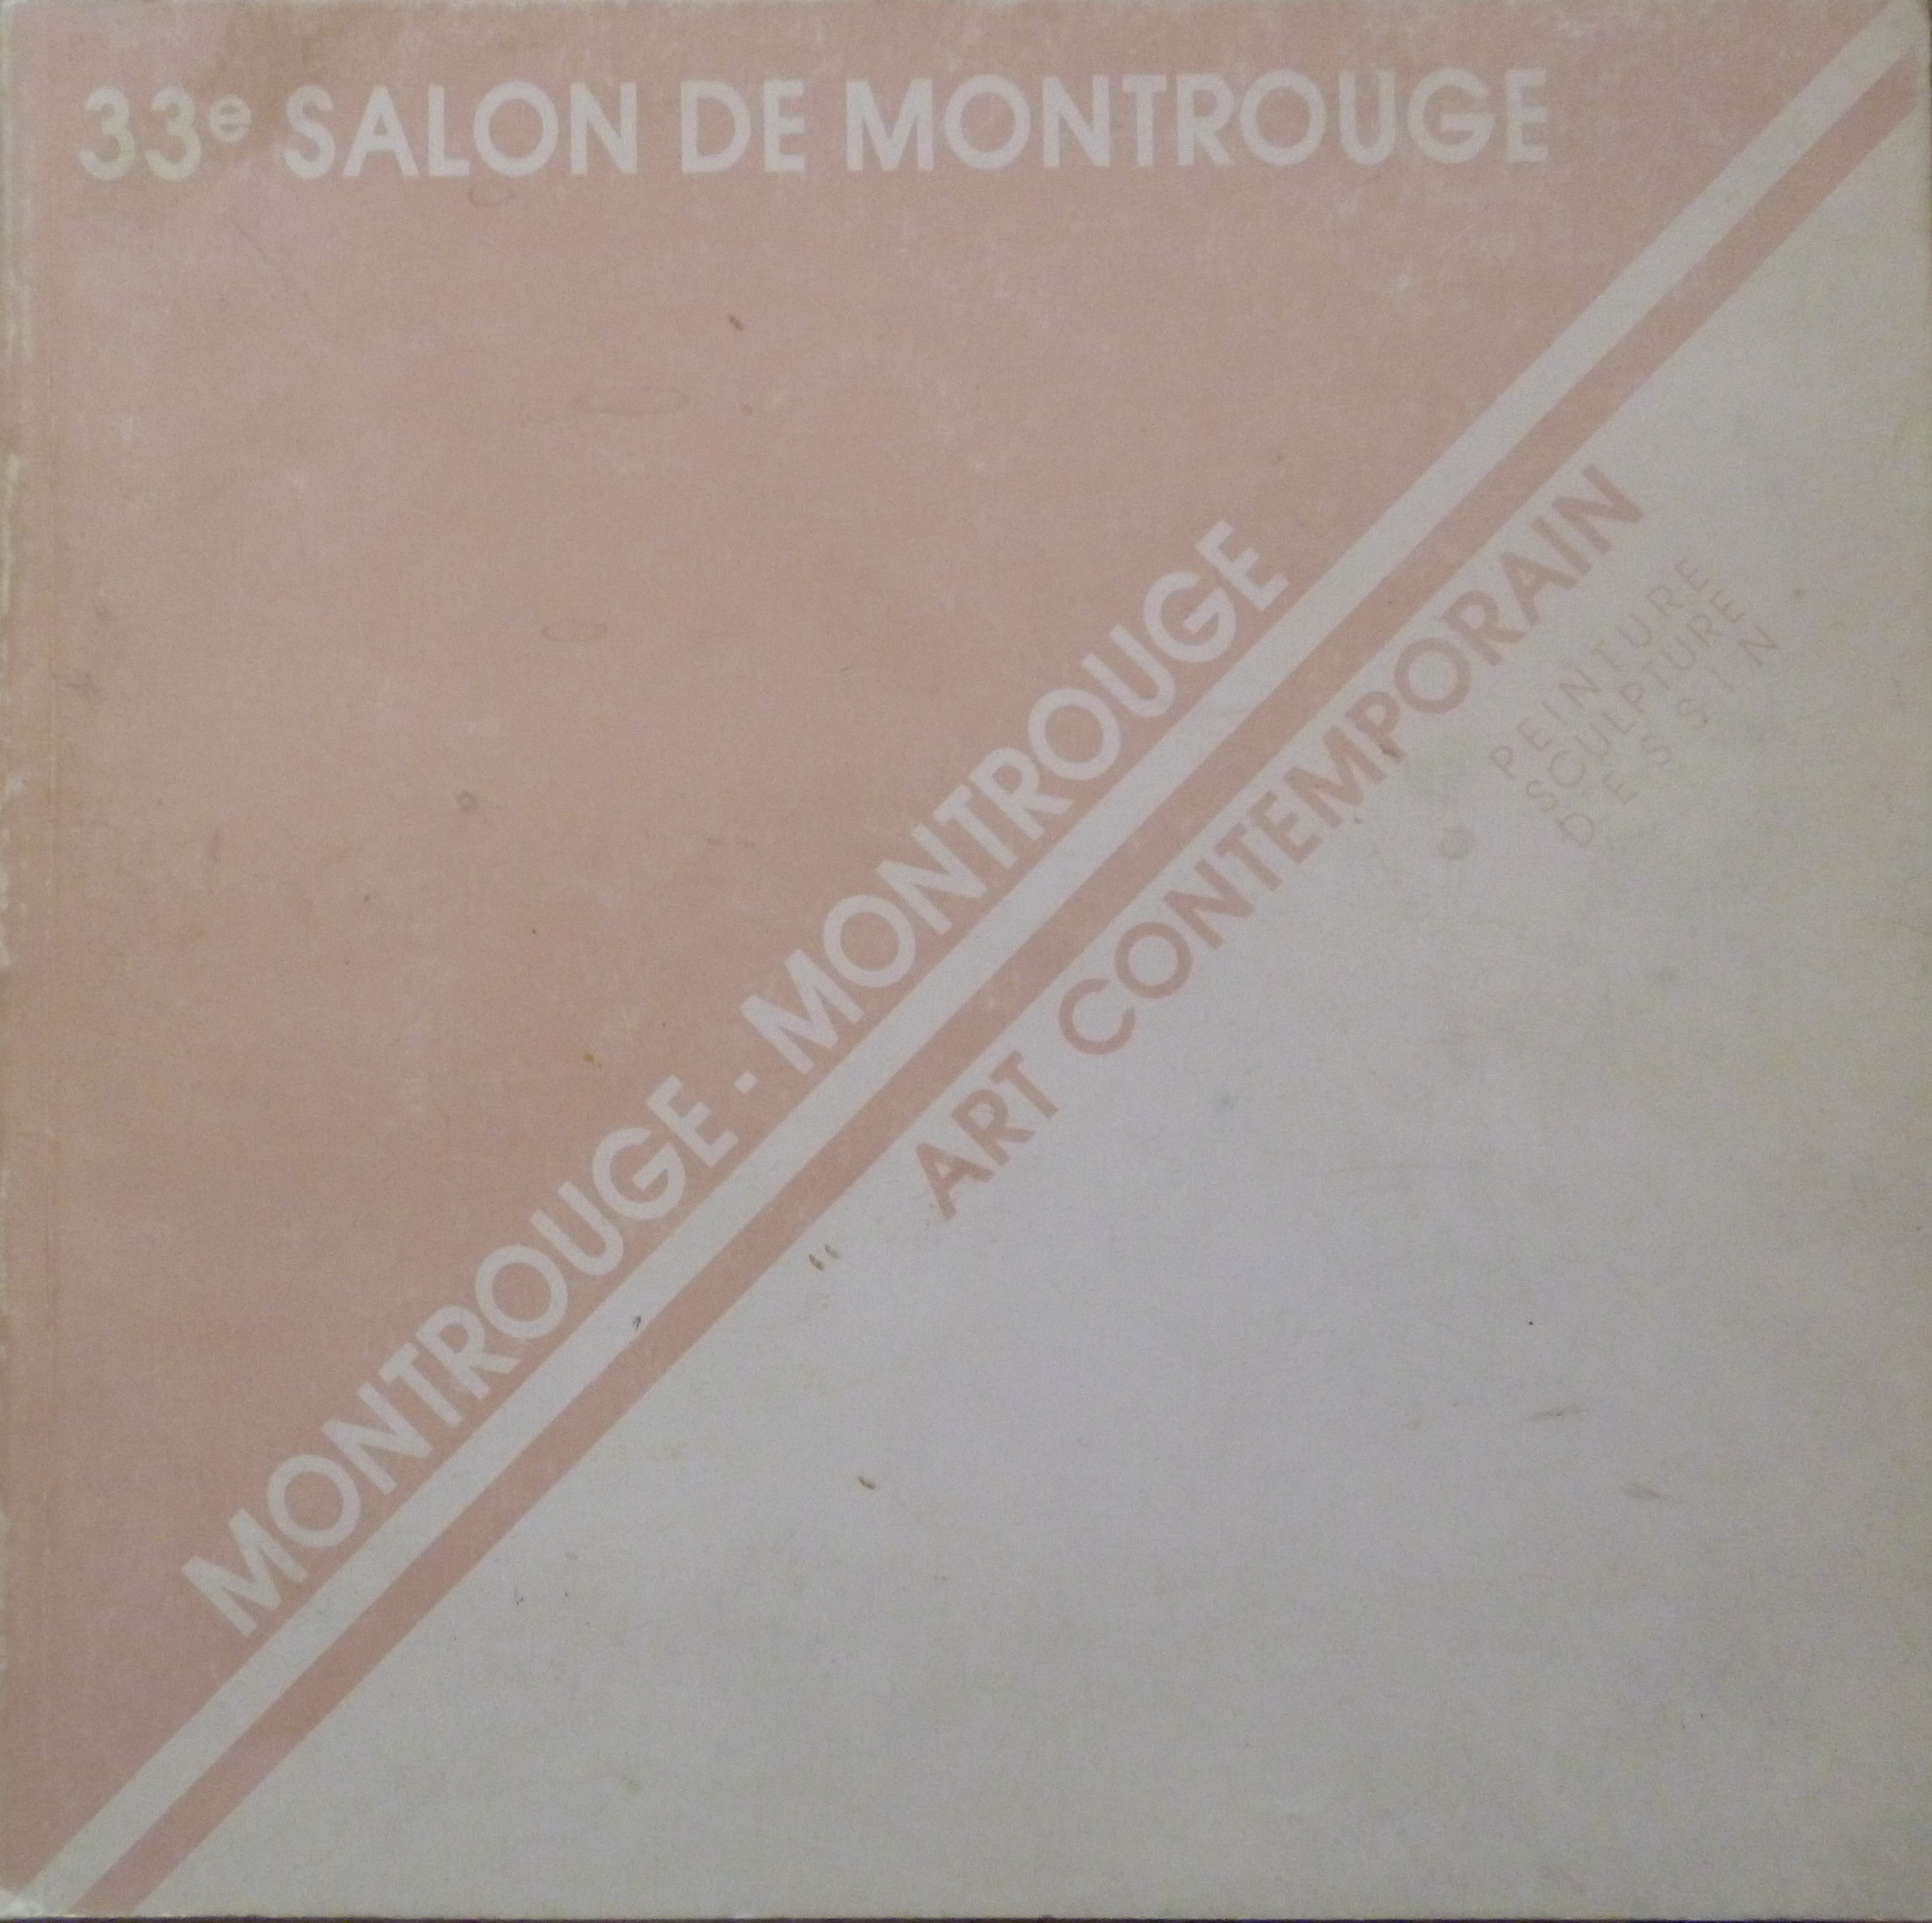 33e SALON DE MONTROUGE
MONTROUGE - MONTROUGE
ART CONTEMPORAIN
PEINTURE
SCULPTURE
DESSIN